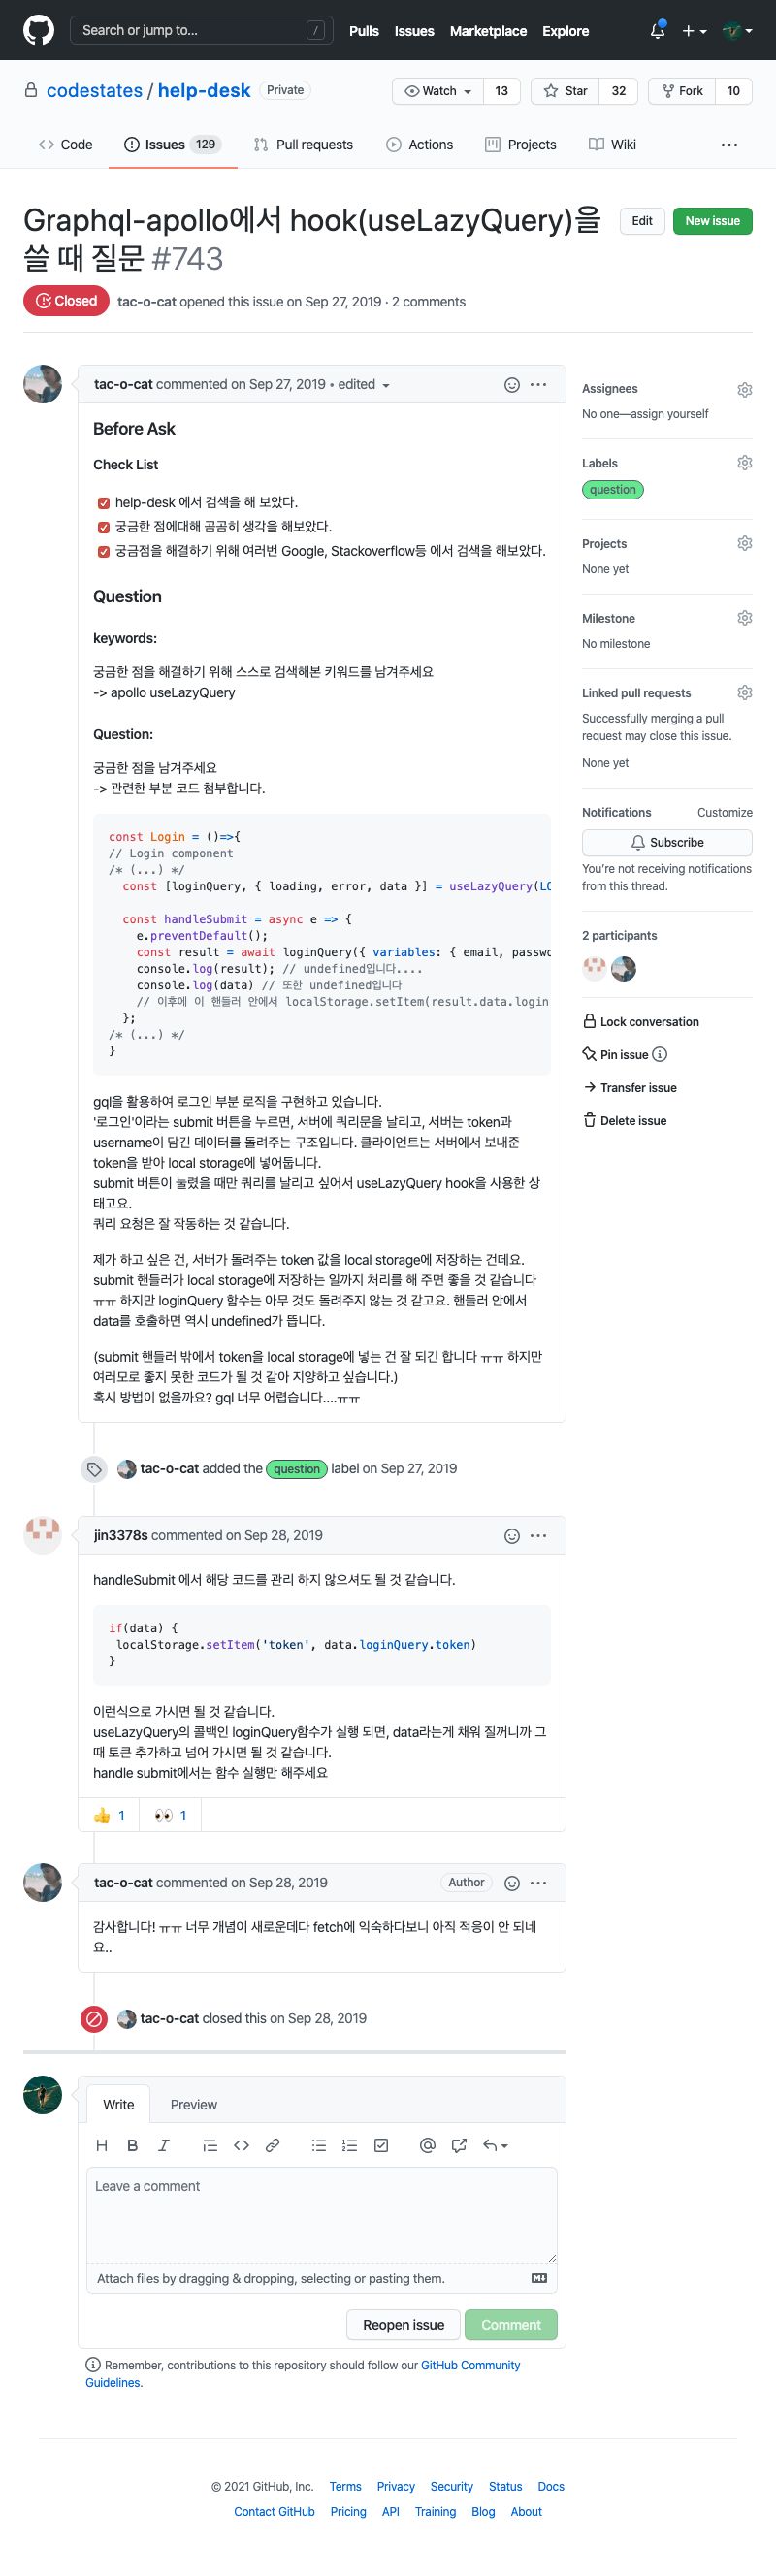 Search or jump to... /
Pulls Issues Marketplace Explore
codestates / help-desk Private
Watch 13 Star 32 Fork 10
Code Issues 129 Pull requests Actions Projects Wiki
Graphql-apollo에서 hook(useLazyQuery)을
쓸 때 질문 #743
Edit New issue
Closed tac-o-cat opened this issue on Sep 27, 2019 · 2 comments
tac-o-cat commented on Sep 27, 2019 • edited
Before Ask
Check List
help-desk 에서 검색을 해 보았다.
궁금한 점에대해 곰곰히 생각을 해보았다.
궁금점을 해결하기 위해 여러번 Google, Stackoverflow등 에서 검색을 해보았다.
Question
keywords:
궁금한 점을 해결하기 위해 스스로 검색해본 키워드를 남겨주세요
-> apollo useLazyQuery
Question:
궁금한 점을 남겨주세요
-> 관련한 부분 코드 첨부합니다.
const Login = ()=>{
// Login component
/* (...) */
const [loginQuery, { loading, error, data }] = useLazyQuery(LO
const handleSubmit = async e => {
e.preventDefault();
const result = await loginQuery({ variables: { email, passwo
console.log(result); // undefined입니다....
console.log(data) // 또한 undefined입니다
// 이후에 이 핸들러 안에서 localStorage.setItem(result.data.login
};
/* (...) */
}
gql을 활용하여 로그인 부분 로직을 구현하고 있습니다.
'로그인'이라는 submit 버튼을 누르면, 서버에 쿼리문을 날리고, 서버는 token과
username이 담긴 데이터를 돌려주는 구조입니다. 클라이언트는 서버에서 보내준
token을 받아 local storage에 넣어둡니다.
submit 버튼이 눌렸을 때만 쿼리를 날리고 싶어서 useLazyQuery hook을 사용한 상
태고요.
쿼리 요청은 잘 작동하는 것 같습니다.
제가 하고 싶은 건, 서버가 돌려주는 token 값을 local storage에 저장하는 건데요.
submit 핸들러가 local storage에 저장하는 일까지 처리를 해 주면 좋을 것 같습니다
ㅠㅠ 하지만 loginQuery 함수는 아무 것도 돌려주지 않는 것 같고요. 핸들러 안에서
data를 호출하면 역시 undefined가 뜹니다.
(submit 핸들러 밖에서 token을 local storage에 넣는 건 잘 되긴 합니다 ㅠㅠ 하지만
여러모로 좋지 못한 코드가 될 것 같아 지양하고 싶습니다.)
혹시 방법이 없을까요? gql 너무 어렵습니다....ㅠㅠ
Assignees
No one—assign yourself
Labels
question
Projects
None yet
Milestone
No milestone
Linked pull requests
Successfully merging a pull
request may close this issue.
None yet
Notifications Customize
Subscribe
You're not receiving notifications
from this thread.
2 participants
Lock conversation
Pin issue
Transfer issue
Delete issue
tac-o-cat added the question label on Sep 27, 2019
jin3378s commented on Sep 28, 2019
handleSubmit 에서 해당 코드를 관리 하지 않으셔도 될 것 같습니다.
if(data) {
localStorage.setItem('token', data.loginQuery.token)
}
이런식으로 가시면 될 것 같습니다.
useLazyQuery의 콜백인 loginQuery함수가 실행 되면, data라는게 채워 질꺼니까 그
때 토큰 추가하고 넘어 가시면 될 것 같습니다.
handle submit에서는 함수 실행만 해주세요
1 1
tac-o-cat commented on Sep 28, 2019 Author
감사합니다! ㅠㅠ 너무 개념이 새로운데다 fetch에 익숙하다보니 아직 적응이 안 되네
요..
tac-o-cat closed this on Sep 28, 2019
Write Preview
H B I
Leave a comment
Attach files by dragging & dropping, selecting or pasting them.
Reopen issue Comment
Remember, contributions to this repository should follow our GitHub Community
Guidelines.
© 2021 GitHub, Inc. Terms Privacy Security Status Docs
Contact GitHub Pricing API Training Blog About